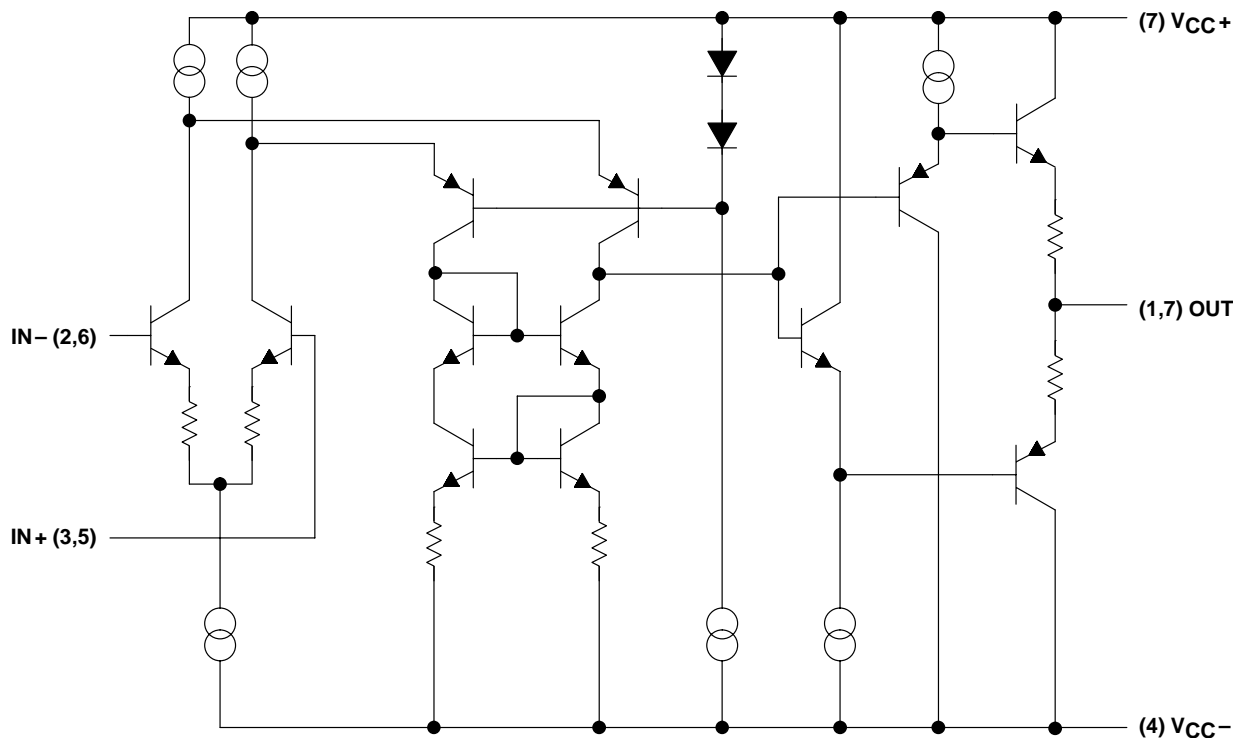 (7) VCC+
IN− (2,6)
(1,7) OUT
IN+ (3,5)
(4) VCC−